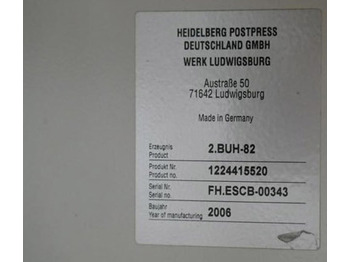 HEIDELBERG POSTPRESS
DEUTSCHLAND GMBH
WERK LUDWIGSBURG
Austraße 50
71642 Ludwigsburg
Made in Germany
Erzeugnis
Product
2.BUH-82
Produkt Nr.
Product no.
1224415520
Serial Nr.
Serial no.
FH.ESCB-00343
Baujahr
Year of manufacturing
2006